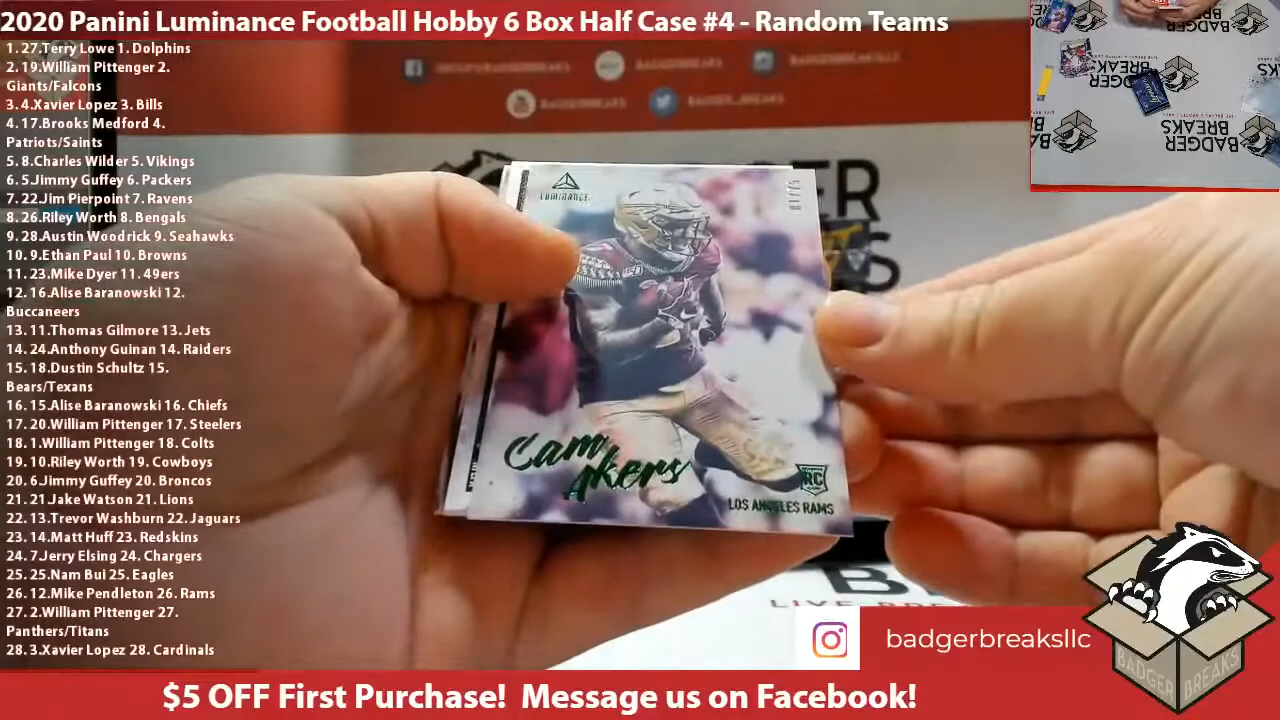 2020 Panini Luminance Football Hobby 6 Box Half Case #4 - Random Teams
1. 27.Terry Lowe 1. Dolphins
2. 19.William Pittenger 2.
Giants/Falcons
3. 4.Xavier Lopez 3. Bills
4. 17.Brooks Medford 4.
Patriots/Saints
5. 8.Charles Wilder 5. Vikings
6. 5.Jimmy Guffey 6. Packers
7. 22.Jim Pierpoint 7. Ravens
8. 26.Riley Worth 8. Bengals
9. 28.Austin Woodrick 9. Seahawks
10. 9.Ethan Paul 10. Browns
11. 23.Mike Dyer 11. 49ers
12. 16.Alise Baranowski 12.
Buccaneers
13. 11.Thomas Gilmore 13. Jets
14. 24.Anthony Guinan 14. Raiders
15. 18.Dustin Schultz 15.
Bears/Texans
16. 15.Alise Baranowski 16. Chiefs
17. 20.William Pittenger 17. Steelers
18. 1.William Pittenger 18. Colts
19. 10.Riley Worth 19. Cowboys
20. 6.Jimmy Guffey 20. Broncos
21. 21 Jake Watson 21. Lions
22. 13.Trevor Washburn 22. Jaguars
23. 14.Matt Huff 23. Redskins
24. 7.Jerry Elsing 24. Chargers
25. 25.Nam Bui 25. Eagles
26. 12.Mike Pendleton 26. Rams
27. 2.William Pittenger 27.
Panthers/Titans
28. 3.Xavier Lopez 28. Cardinals
LUMINANCE
Cam
Akers
RC
LOS ANGELES RAMS
BADGER
BREAKS
BADGER
BREAKS
badgerbreaksllc
BADGER BREAKS
$5 OFF First Purchase! Message us on Facebook!